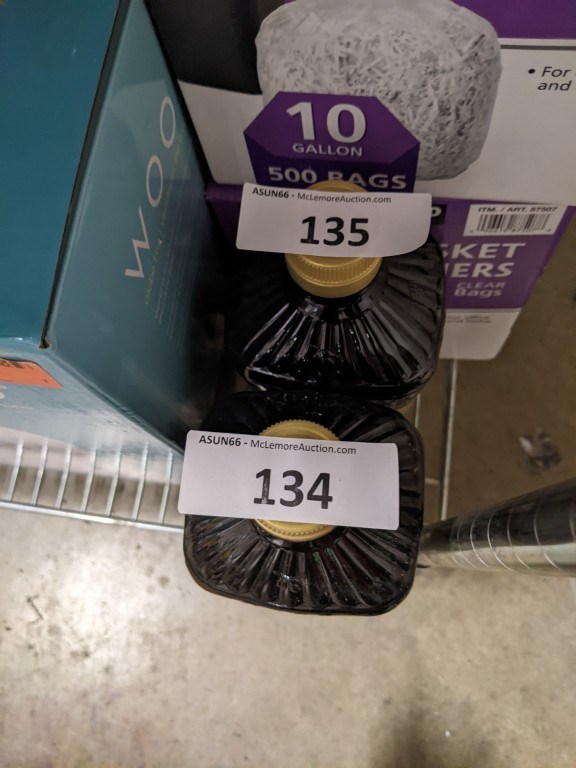 10
GALLON
500 BAGS
• For
and
ITM. / ART. 87507
KET
ERS
CLEAR
Bags
P
WOO
ASUN66 - McLemoreAuction.com
135
ASUN66 - McLemoreAuction.com
134